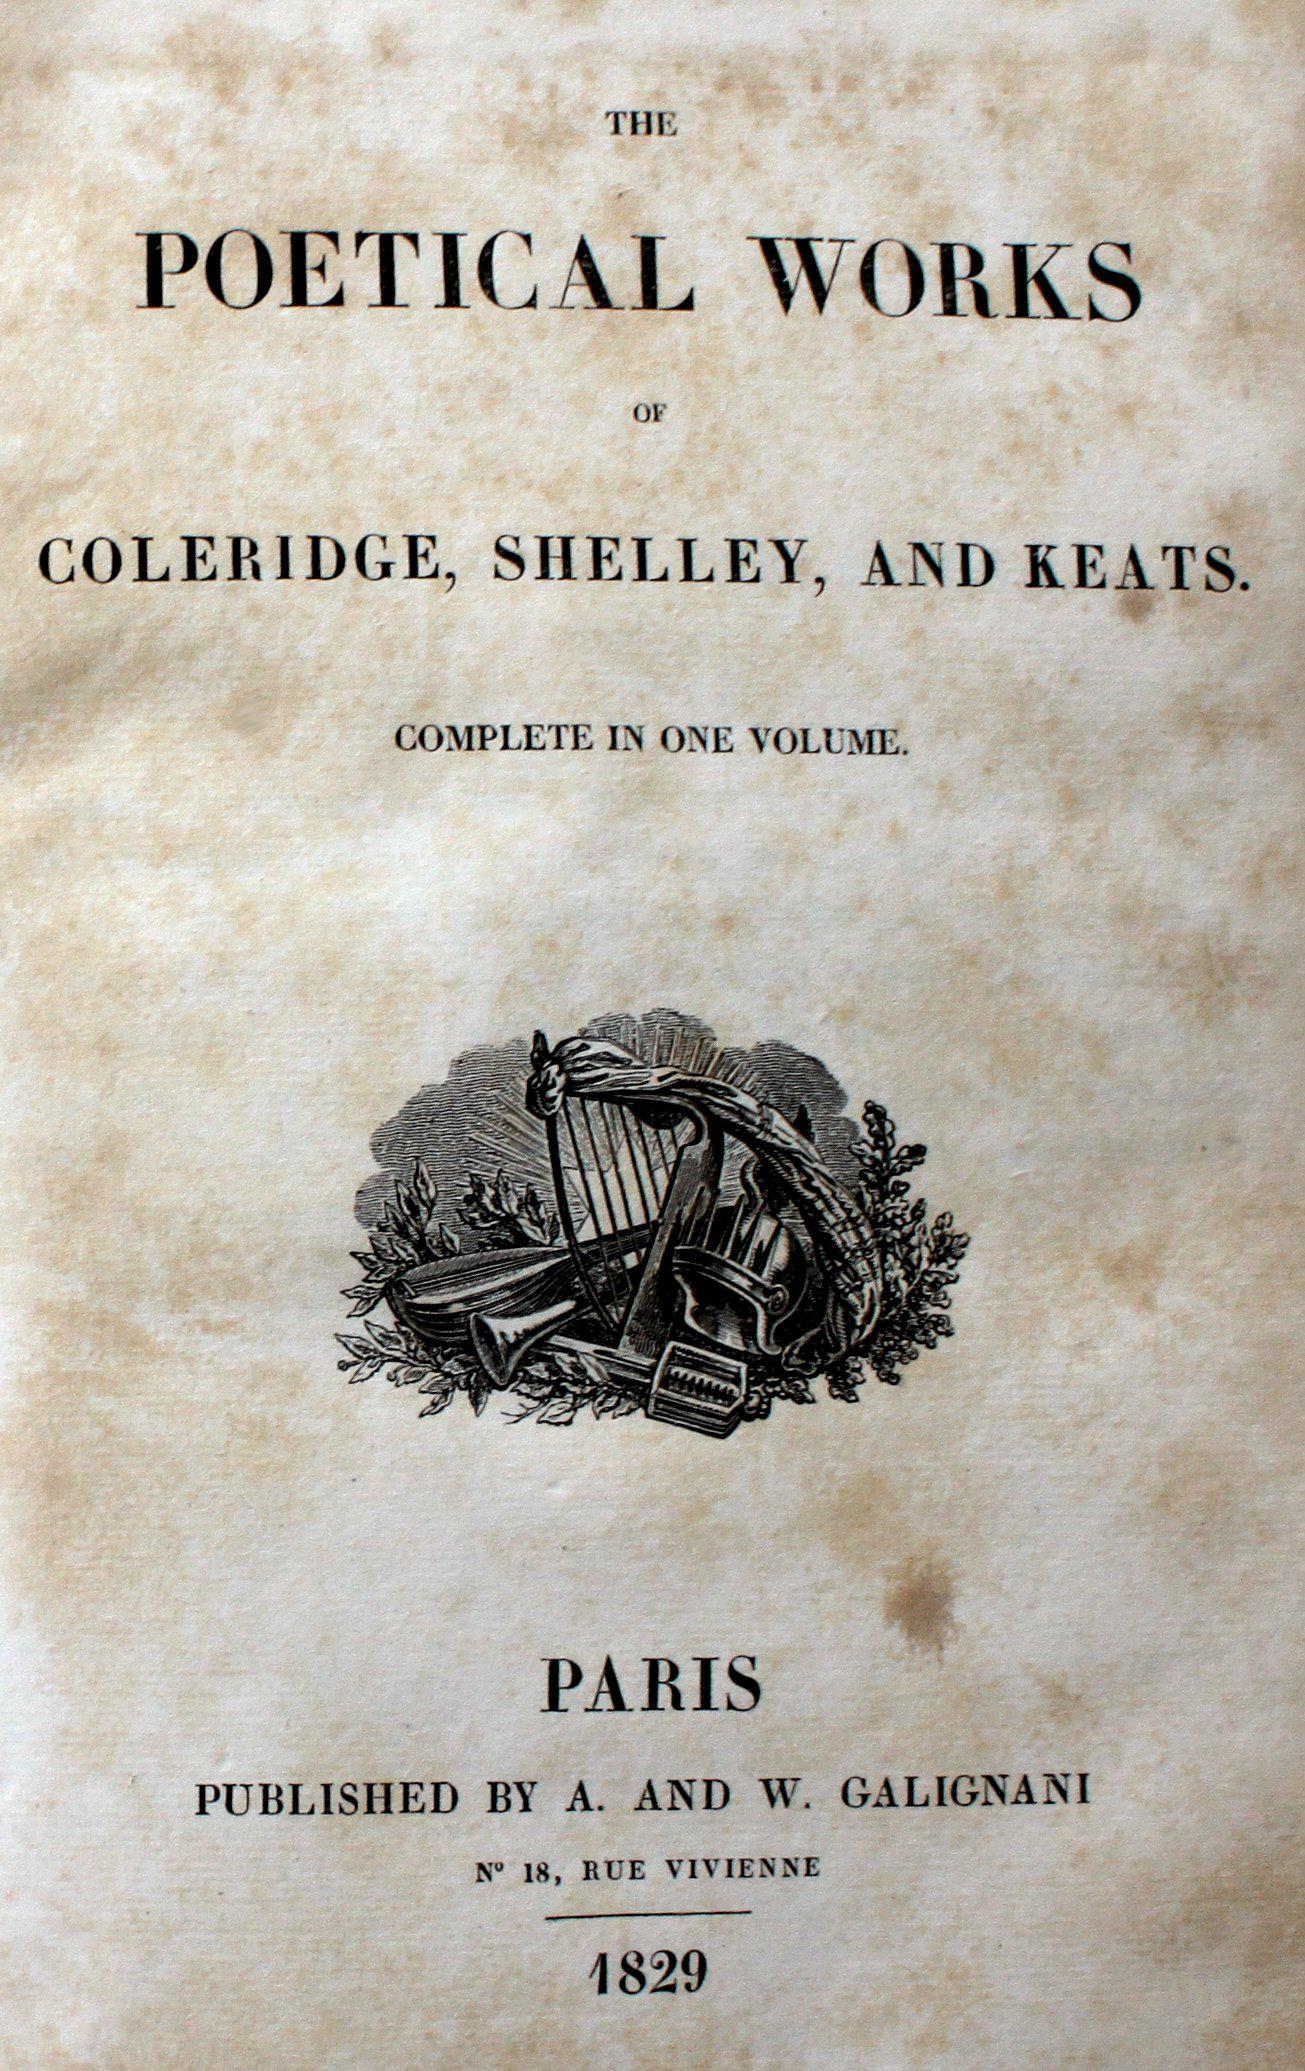 THE
POETICAL WORKS
OF
COLERIDGE, SHELLEY, AND KEATS.
COMPLETE IN ONE VOLUME.
PARIS
PUBLISHED BY A. AND W. GALIGNANI
Nº 18, RUE VIVIENNE
1829